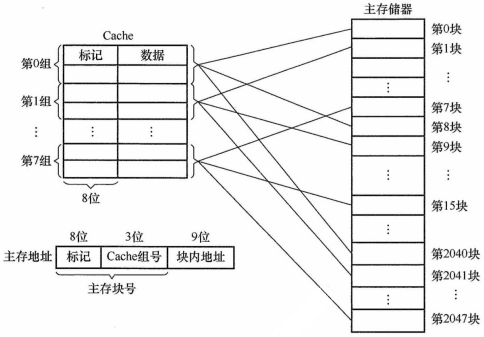 主存储器
Cache
标记 数据
第0组
第1组
⋮ ⋮ ⋮
第7组
8位
第0块
第1块
⋮ ⋮
第7块
第8块
第9块
⋮ ⋮
第15块
⋮
第2040块
第2041块
⋮ ⋮
第2047块
8位 3位 9位
主存地址 标记 Cache组号 块内地址
主存块号